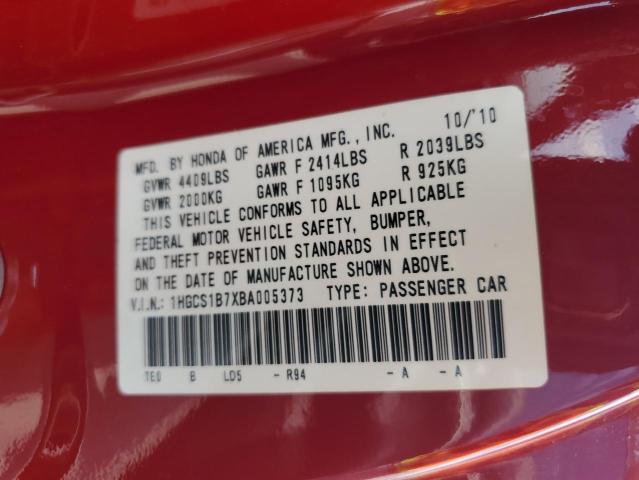 MFD. BY HONDA OF AMERICA MFG., INC. 10/'10
GVWR 4409LBS GAWR F 2414LBS R 2039LBS
GVWR 2000KG GAWR F 1095KG R 925KG
THIS VEHICLE CONFORMS TO ALL APPLICABLE
FEDERAL MOTOR VEHICLE SAFETY, BUMPER,
AND THEFT PREVENTION STANDARDS IN EFFECT
ON THE DATE OF MANUFACTURE SHOWN ABOVE.
V.I.N.: 1HGCS1B7XBA005373 TYPE: PASSENGER CAR
TE0 B LD5 - R94 - A - A